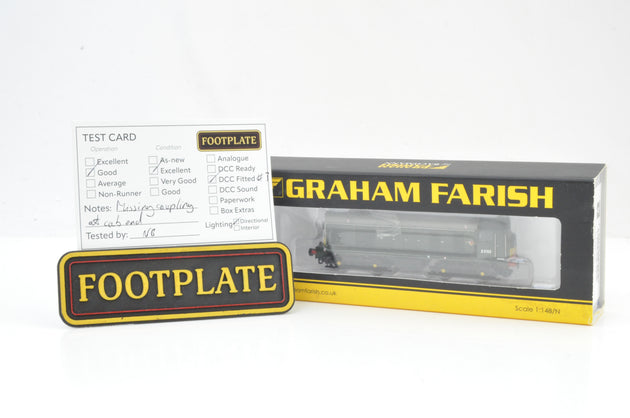 TEST CARD
FOOTPLATE
Operation
Condition
Excellent
Good
Average
Non-Runner
As-new
Excellent
Very Good
Good
Analogue
DCC Ready
DCC Fitted #3
DCC Sound
Paperwork
Box Extras
Notes: Missing coupling
at cab end
Lighting: Directional
Interior
Tested by: NB
FOOTPLATE
GRAHAM FARISH
Scale 1:148/N